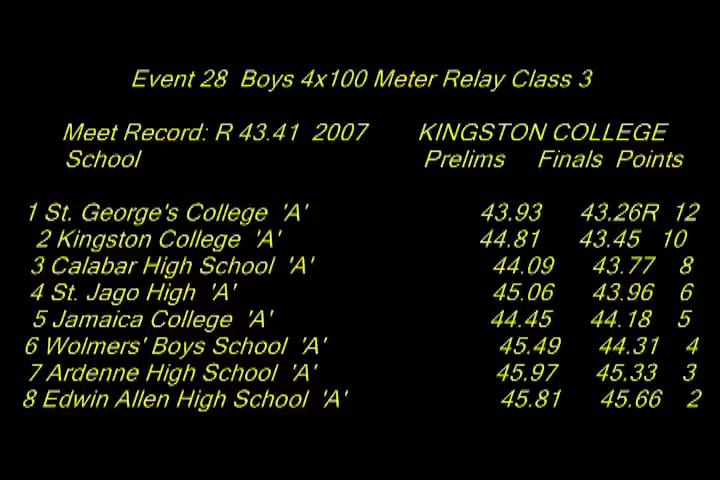 Event 28 Boys 4x100 Meter Relay Class 3
Meet Record: R 43.41 2007 KINGSTON COLLEGE
School Prelims Finals Points
1 St. George's College 'A' 43.93 43.26R 12
2 Kingston College 'A' 44.81 43.45 10
3 Calabar High School 'A' 44.09 43.77 8
4 St. Jago High 'A' 45.06 43.96 6
5 Jamaica College 'A' 44.45 44.18 5
6 Wolmers' Boys School 'A' 45.49 44.31 4
7 Ardenne High School 'A' 45.97 45.33 3
8 Edwin Allen High School 'A' 45.81 45.66 2